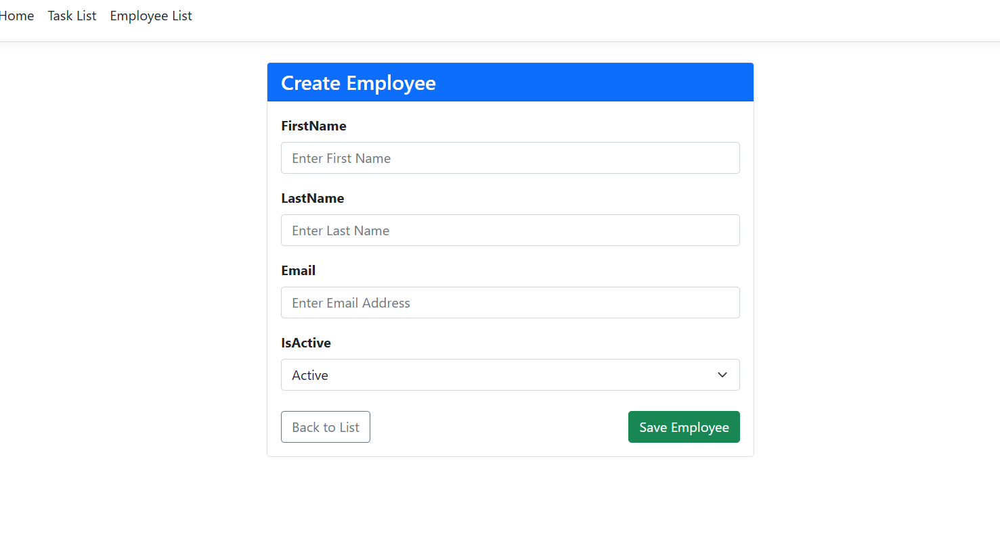 Home Task List Employee List
Create Employee
FirstName
Enter First Name
LastName
Enter Last Name
Email
Enter Email Address
IsActive
Active
Back to List Save Employee